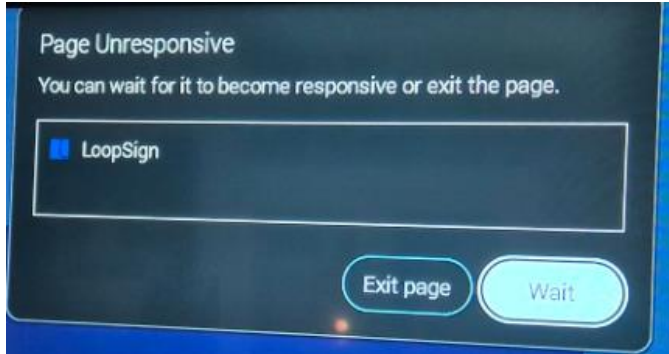 Page Unresponsive
You can wait for it to become responsive or exit the page.
LoopSign
Exit page
Wait